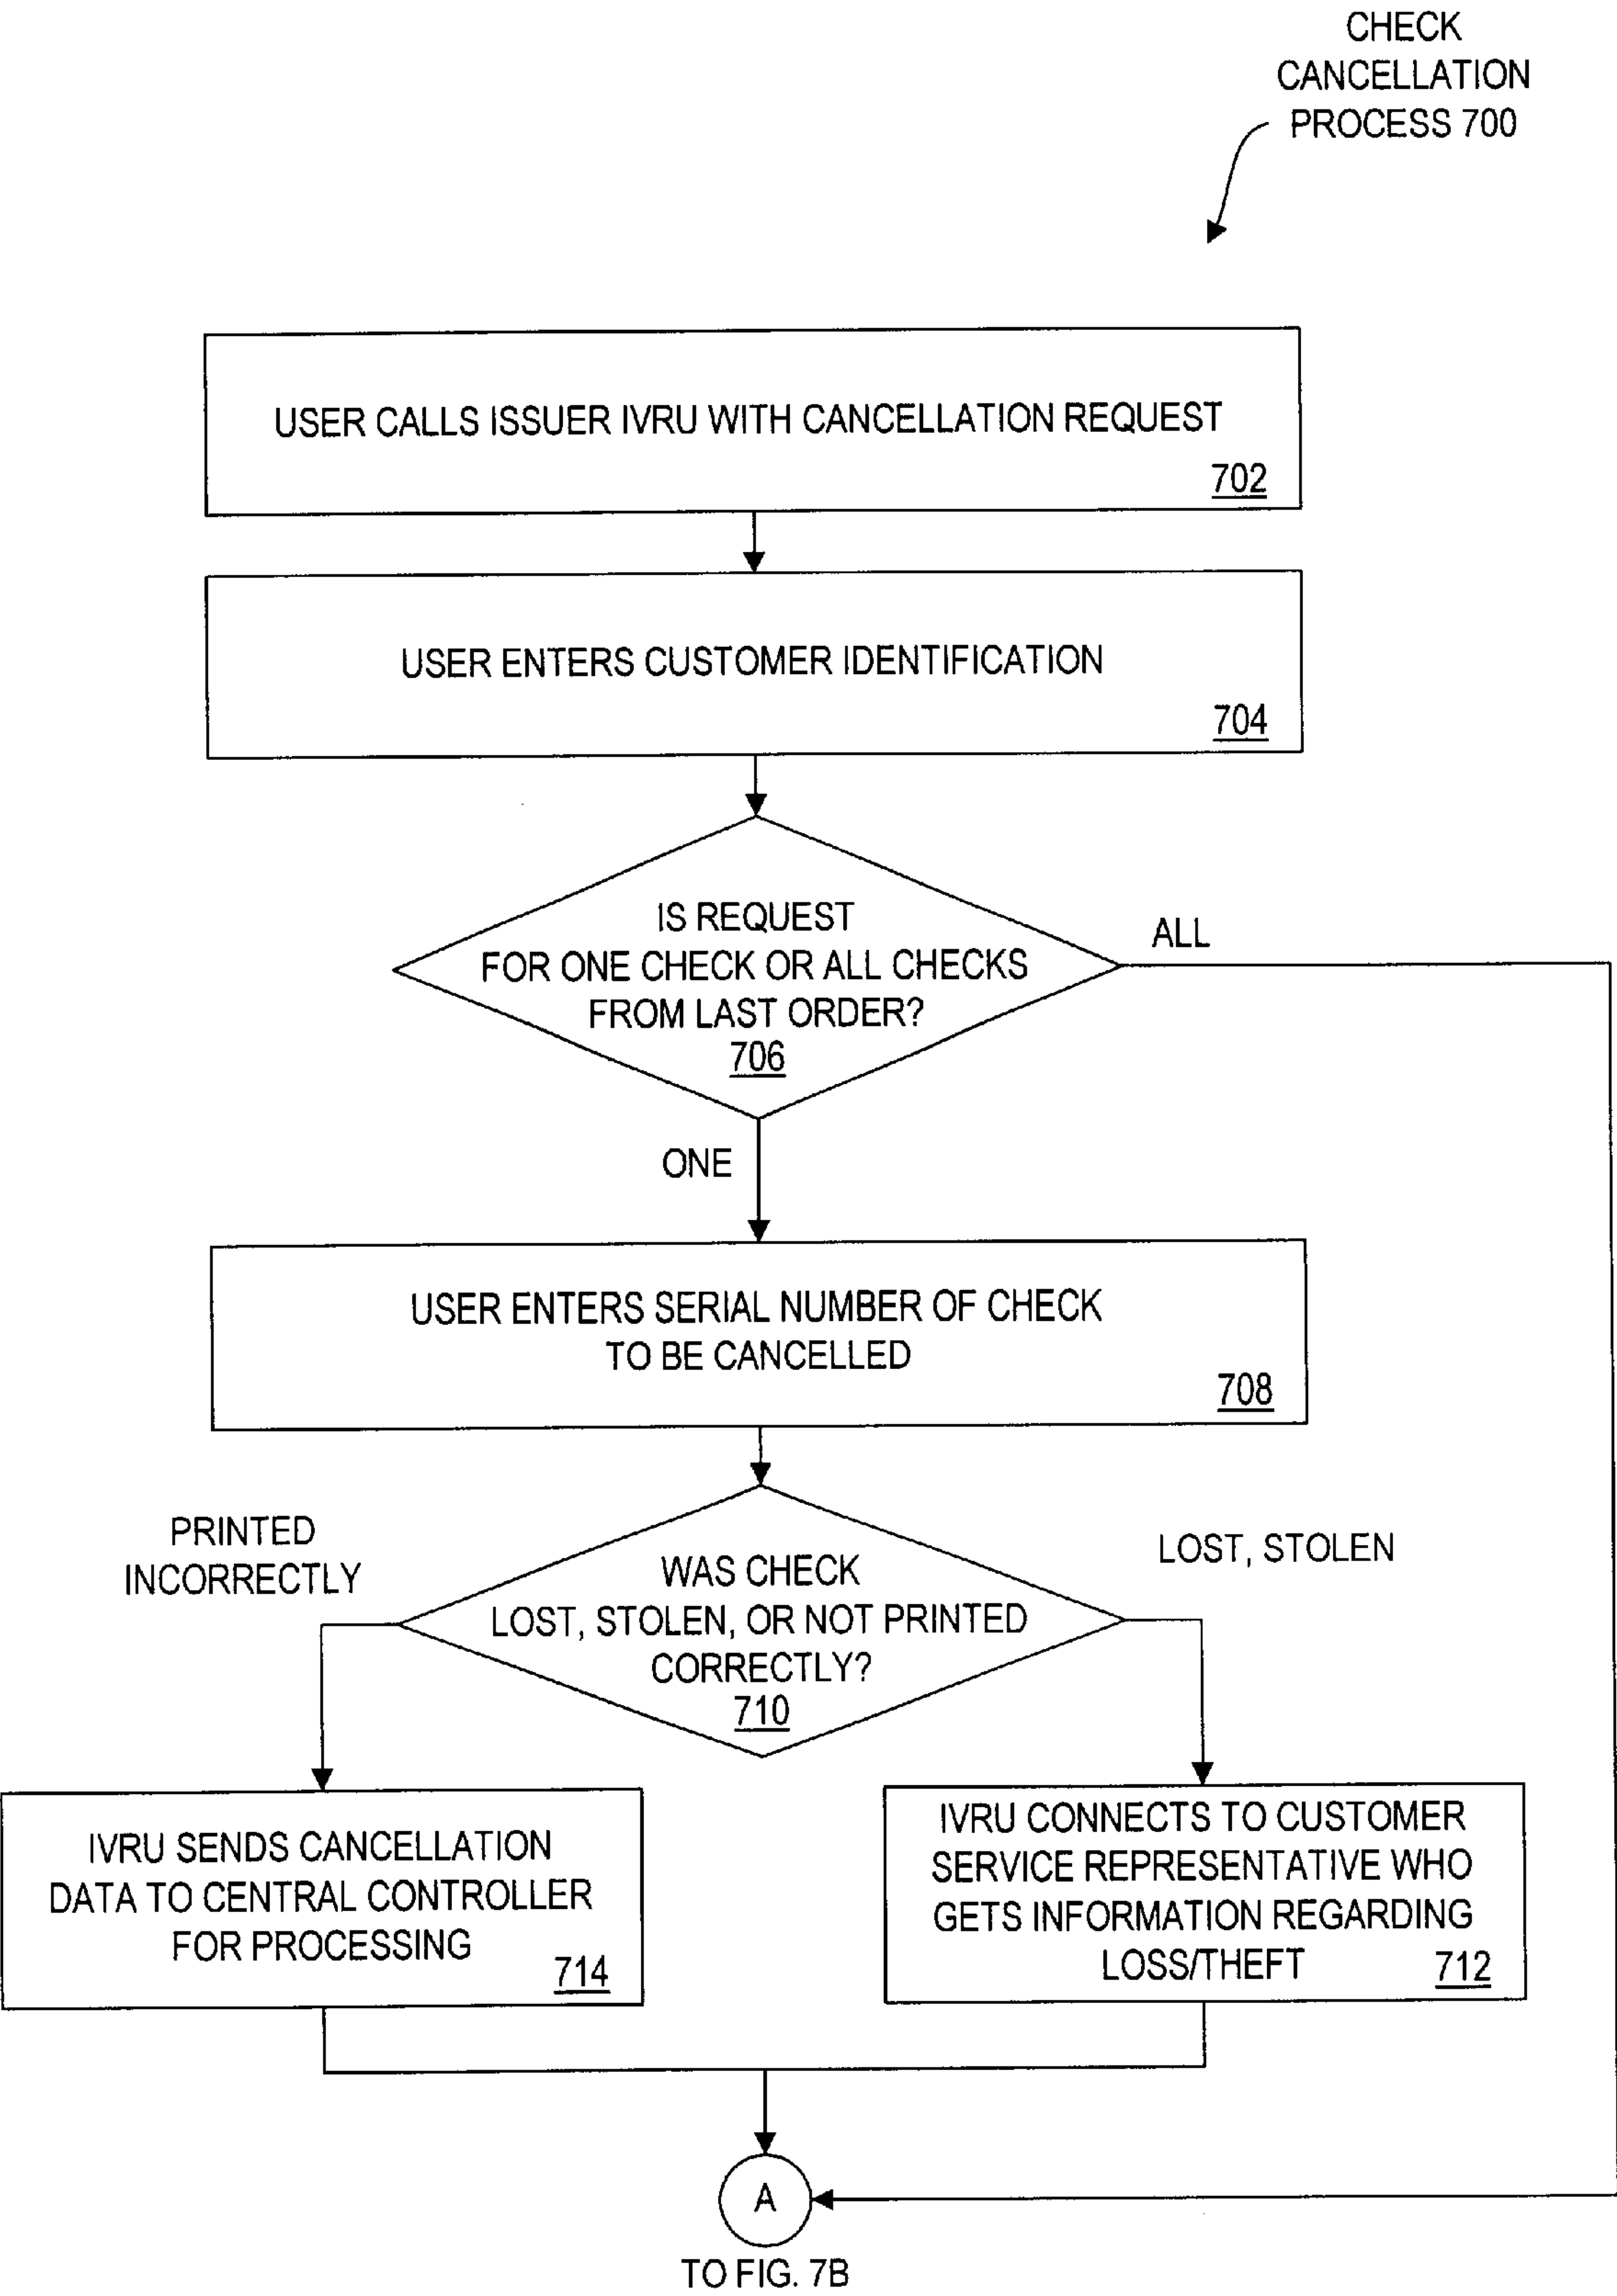 CHECK
CANCELLATION
PROCESS 700
USER CALLS ISSUER IVRU WITH CANCELLATION REQUEST
702
USER ENTERS CUSTOMER IDENTIFICATION
704
IS REQUEST
FOR ONE CHECK OR ALL CHECKS
FROM LAST ORDER?
706
ALL
ONE
USER ENTERS SERIAL NUMBER OF CHECK
TO BE CANCELLED
708
PRINTED
INCORRECTLY
WAS CHECK
LOST, STOLEN, OR NOT PRINTED
CORRECTLY?
710
LOST, STOLEN
IVRU SENDS CANCELLATION
DATA TO CENTRAL CONTROLLER
FOR PROCESSING
714
IVRU CONNECTS TO CUSTOMER
SERVICE REPRESENTATIVE WHO
GETS INFORMATION REGARDING
LOSS/THEFT
712
A
TO FIG. 7B